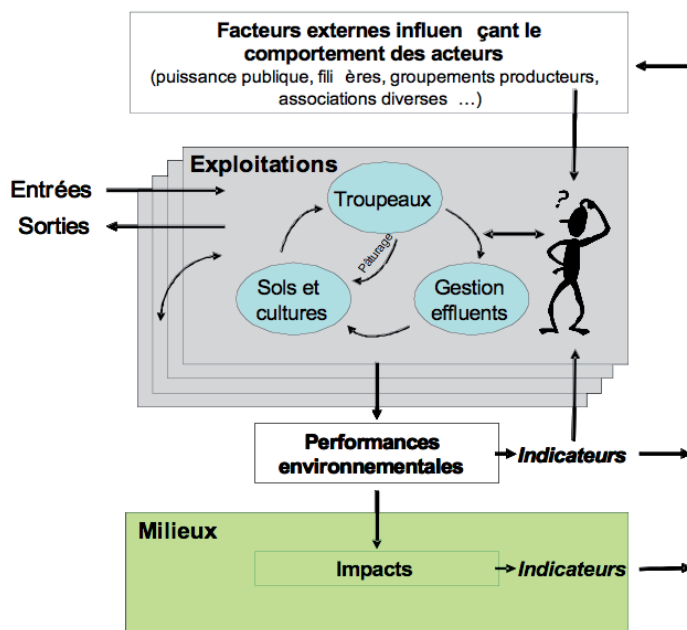 Facteurs externes influen çant le
comportement des acteurs
(puissance publique, fili ères, groupements producteurs,
associations diverses …)
Exploitations
Entrées
Sorties
Troupeaux
?
Pâturage
Sols et
cultures
Gestion
effluents
Performances
environnementales
Indicateurs
Milieux
Impacts
Indicateurs